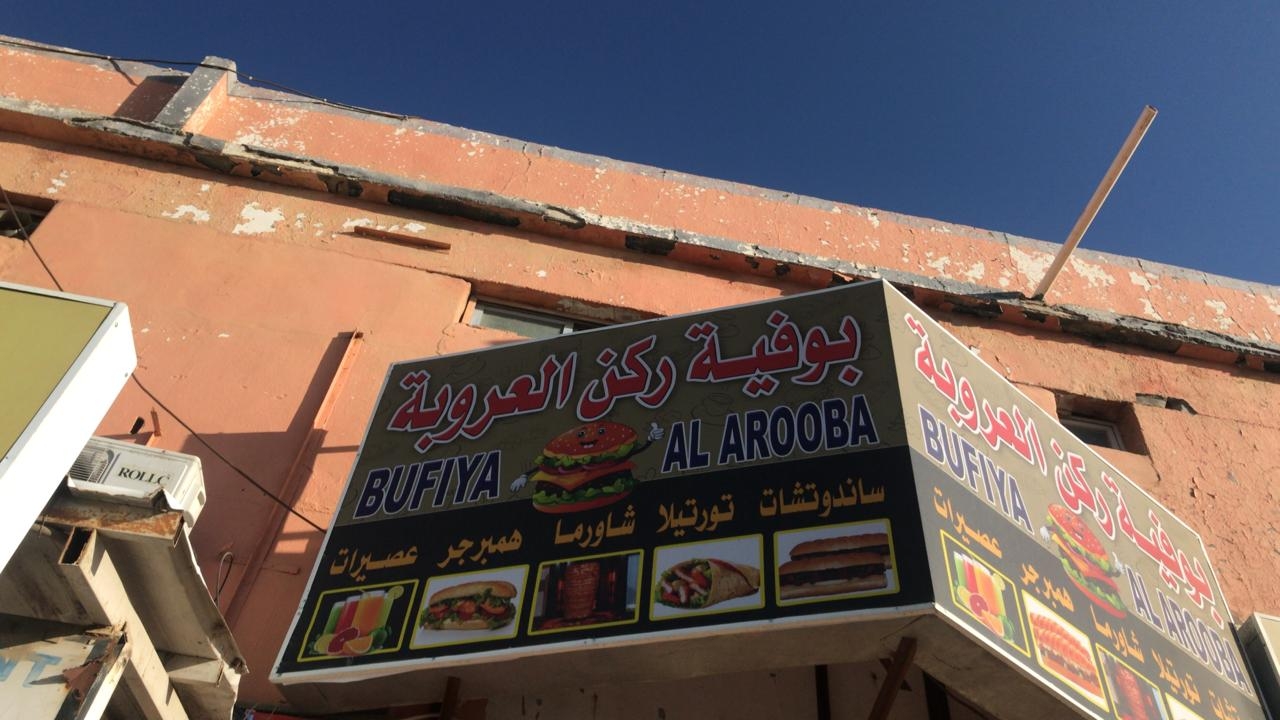 بوفية ركن العروبة
BUFIYA AL AROOBA
ساندوتشات تورتيلا شاورما همبرجر عصيرات
بوفية ركن العروبة
BUFIYA AL AROOBA
تورتيلا شاورما همبرجر عصيرات